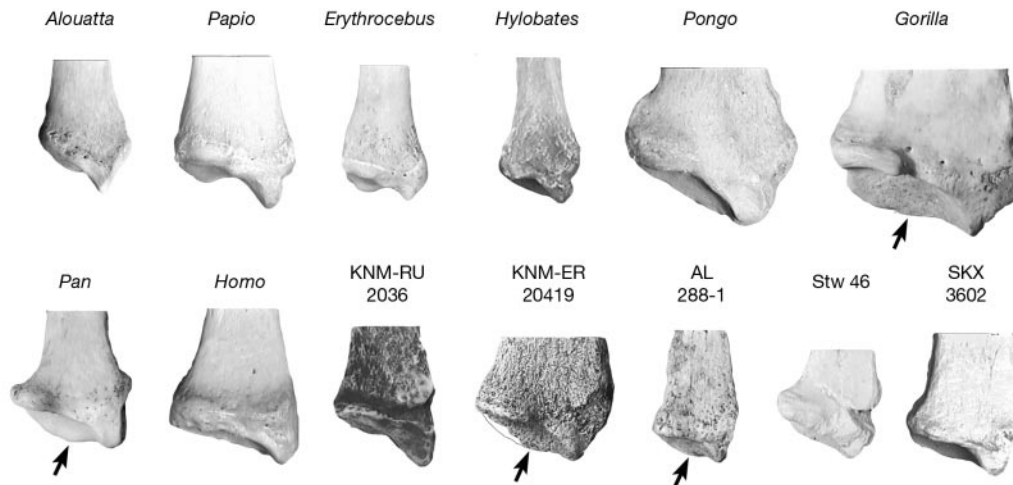 Alouatta
Papio
Erythrocebus
Hylobates
Pongo
Gorilla
Pan
Homo
KNM-RU
2036
KNM-ER
20419
AL
288-1
Stw 46
SKX
3602